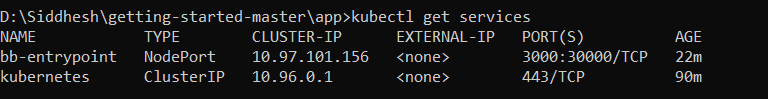 D:\Siddhesh\getting-started-master\app>kubectl get services
NAME TYPE CLUSTER-IP EXTERNAL-IP PORT(S) AGE
bb-entrypoint NodePort 10.97.101.156 <none> 3000:30000/TCP 22m
kubernetes ClusterIP 10.96.0.1 <none> 443/TCP 90m